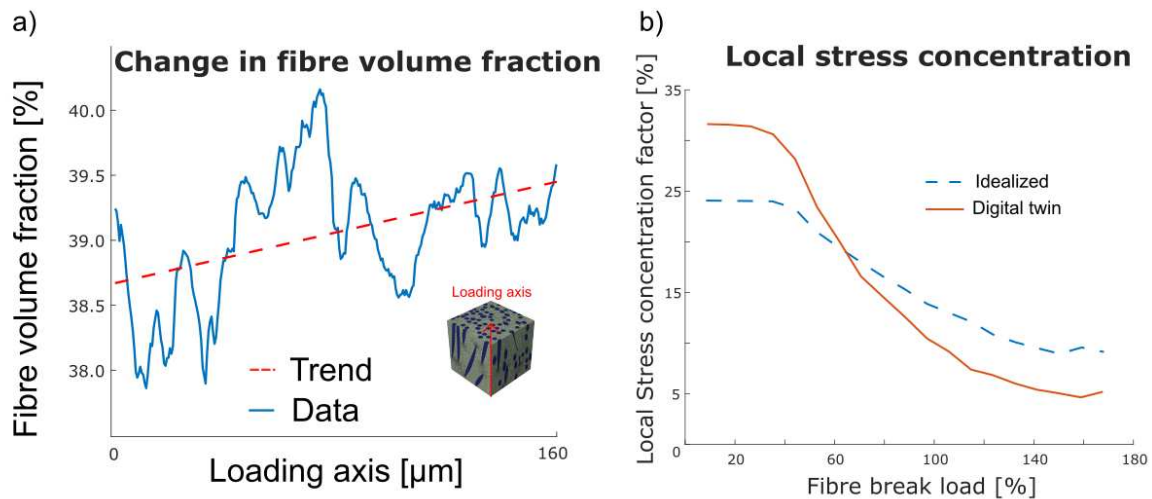 a)
Change in fibre volume fraction
Fibre volume fraction [%]
40.0
39.5
39.0
38.5
38.0
Loading axis
Trend
Data
0
160
Loading axis [μm]
b)
Local stress concentration
Local Stress concentration factor [%]
35
25
15
5
0
Idealized
Digital twin
20
60
100
140
180
Fibre break load [%]